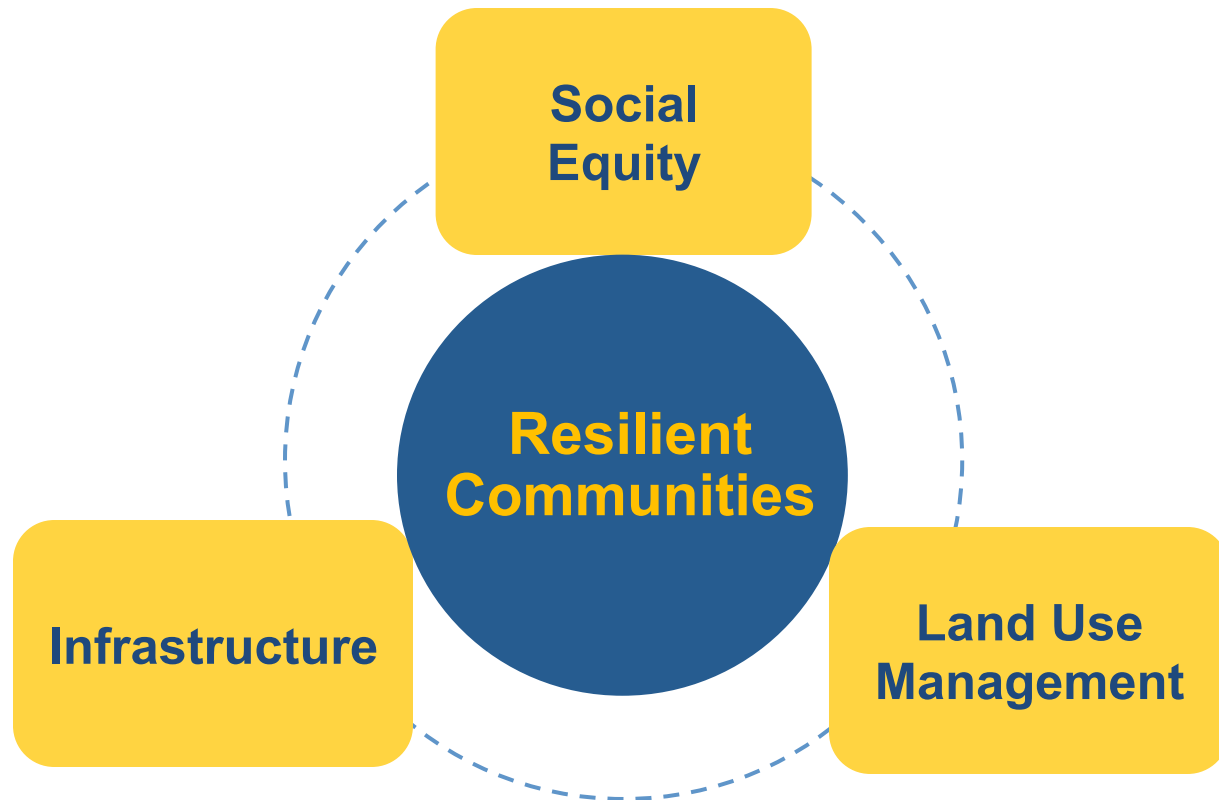 Social
Equity
Resilient
Communities
Infrastructure
Land Use
Management